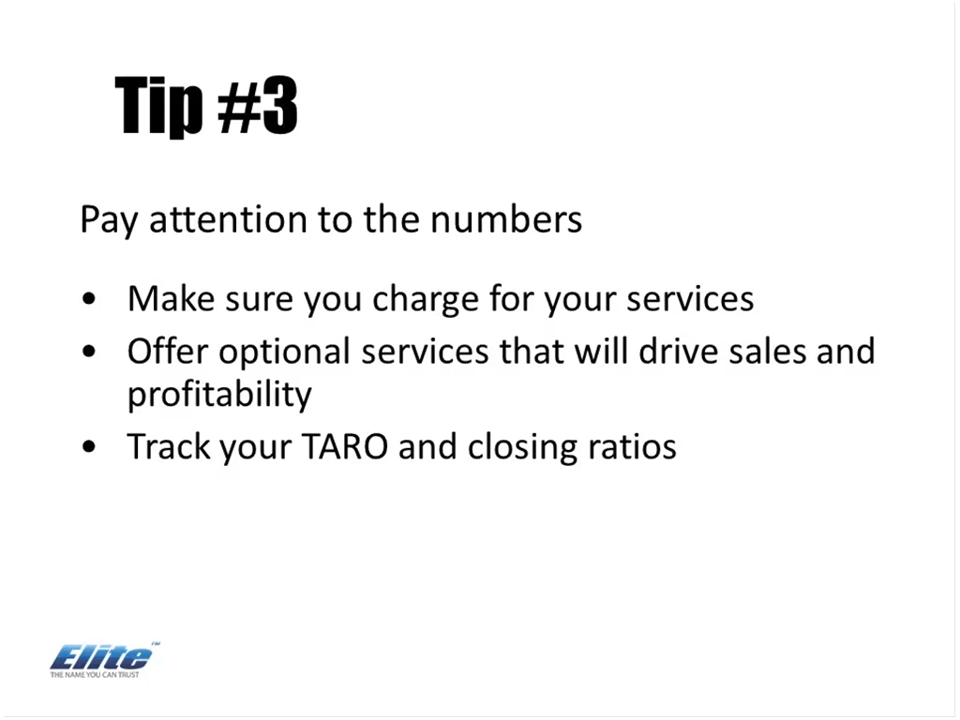 Tip #3
Pay attention to the numbers
• Make sure you charge for your services
• Offer optional services that will drive sales and
profitability
• Track your TARO and closing ratios
Elite™
THE NAME YOU CAN TRUST